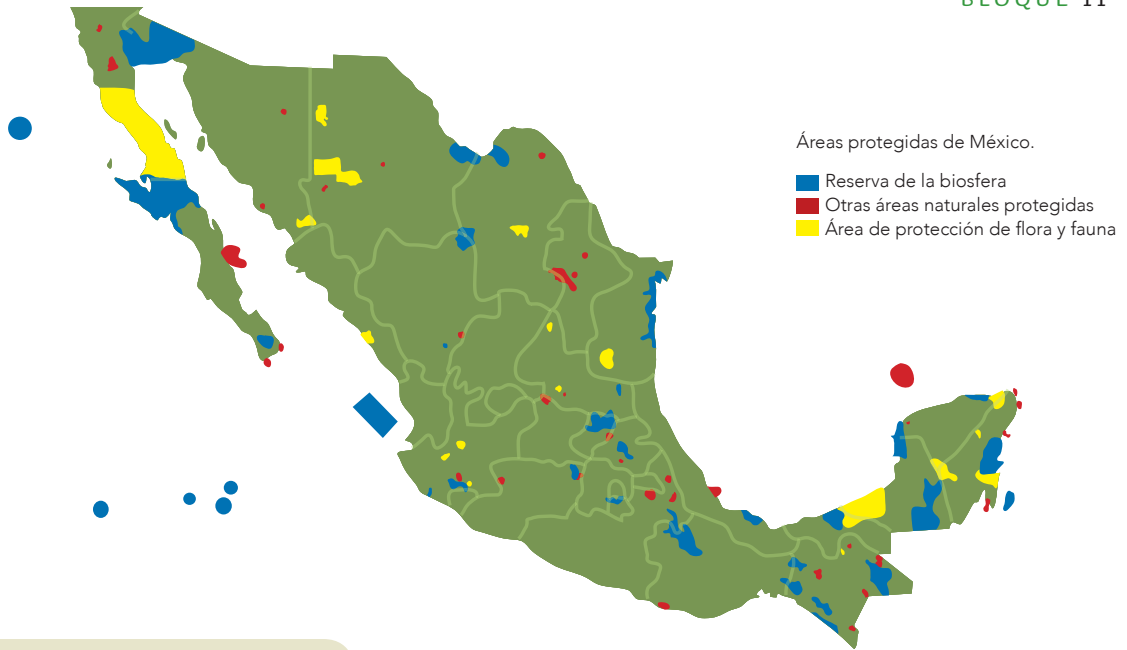 BLOQUE 11
Áreas protegidas de México.
Reserva de la biosfera
Otras áreas naturales protegidas
Área de protección de flora y fauna